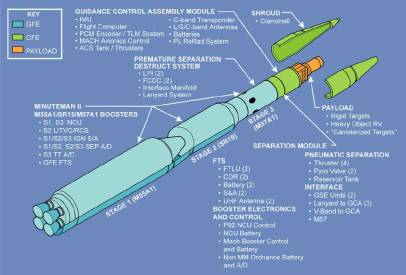 KEY
GFE
CFE
PAYLOAD
GUIDANCE CONTROL ASSEMBLY MODULE
• IMU
• Flight Computer
• PCM Encoder / TLM System
• MACH Avionics Control
• ACS Tank / Thrusters
• C-band Transponder
• L/S/C-band Antennas
• Batteries
• PL ReRad System
SHROUD
• Clamshell
PREMATURE SEPARATION
DESTRUCT SYSTEM
• LPI (2)
• FCDC (2)
• Interface Manifold
• Lanyard System
MINUTEMAN II
M55A1/SR19/M57A1 BOOSTERS
• S1, S3 NCU
• S2 LITVC/RCS
• S1/S2/S3 IGN S/A
• S1/S2, S2/S3 SEP A/D
• S3 TT A/D
• GFE FTS
STAGE 1 (M55A1)
STAGE 2 (SR19)
STAGE 3
(M57A1)
PAYLOAD
• Rigid Targets
• Heavy Object RV
• "Canisterized Targets"
SEPARATION MODULE
PNEUMATIC SEPARATION
• Thruster (4)
• Pyro Valve (2)
• Reservoir Tank
INTERFACE
• GSE Umbi (2)
• Lanyard to GCA (3)
• V-Band to GCA
• M57
FTS
• FTLU (2)
• CDR (2)
• Battery (2)
• S&A (2)
• UHF Antenna (2)
BOOSTER ELECTRONICS
AND CONTROL
• P92 NCU Control
• NCU Battery
• Mach Booster Control
and Battery
• Non MM Ordnance Battery
and A/D